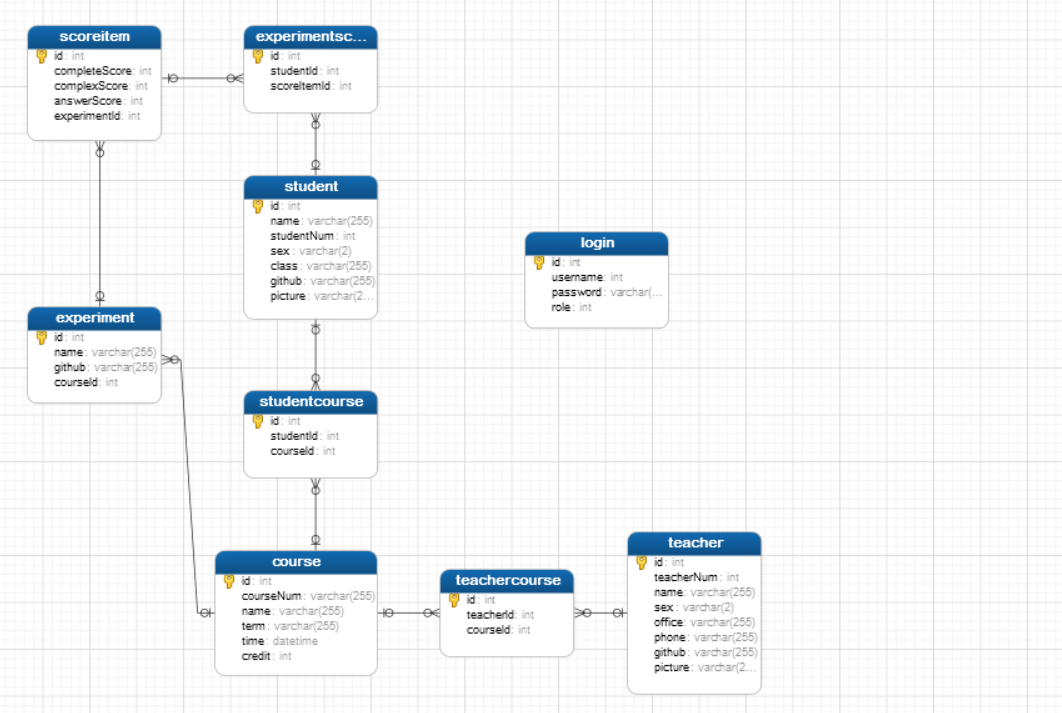 scoreitem
id: int
completeScore: int
complexScore: int
answerScore: int
experimentId: int
experimentsc...
id: int
studentId: int
scoreItemId: int
student
id: int
name: varchar(255)
studentNum: int
sex: varchar(2)
class: varchar(255)
github: varchar(255)
picture: varchar(2...
login
id: int
username: int
password: varchar(...
role: int
experiment
id: int
name: varchar(255)
github: varchar(255)
courseId: int
studentcourse
id: int
studentId: int
courseId: int
course
id: int
courseNum: varchar(255)
name: varchar(255)
term: varchar(255)
time: datetime
credit: int
teachercourse
id: int
teacherId: int
courseId: int
teacher
id: int
teacherNum: int
name: varchar(255)
sex: varchar(2)
office: varchar(255)
phone: varchar(255)
github: varchar(255)
picture: varchar(2...